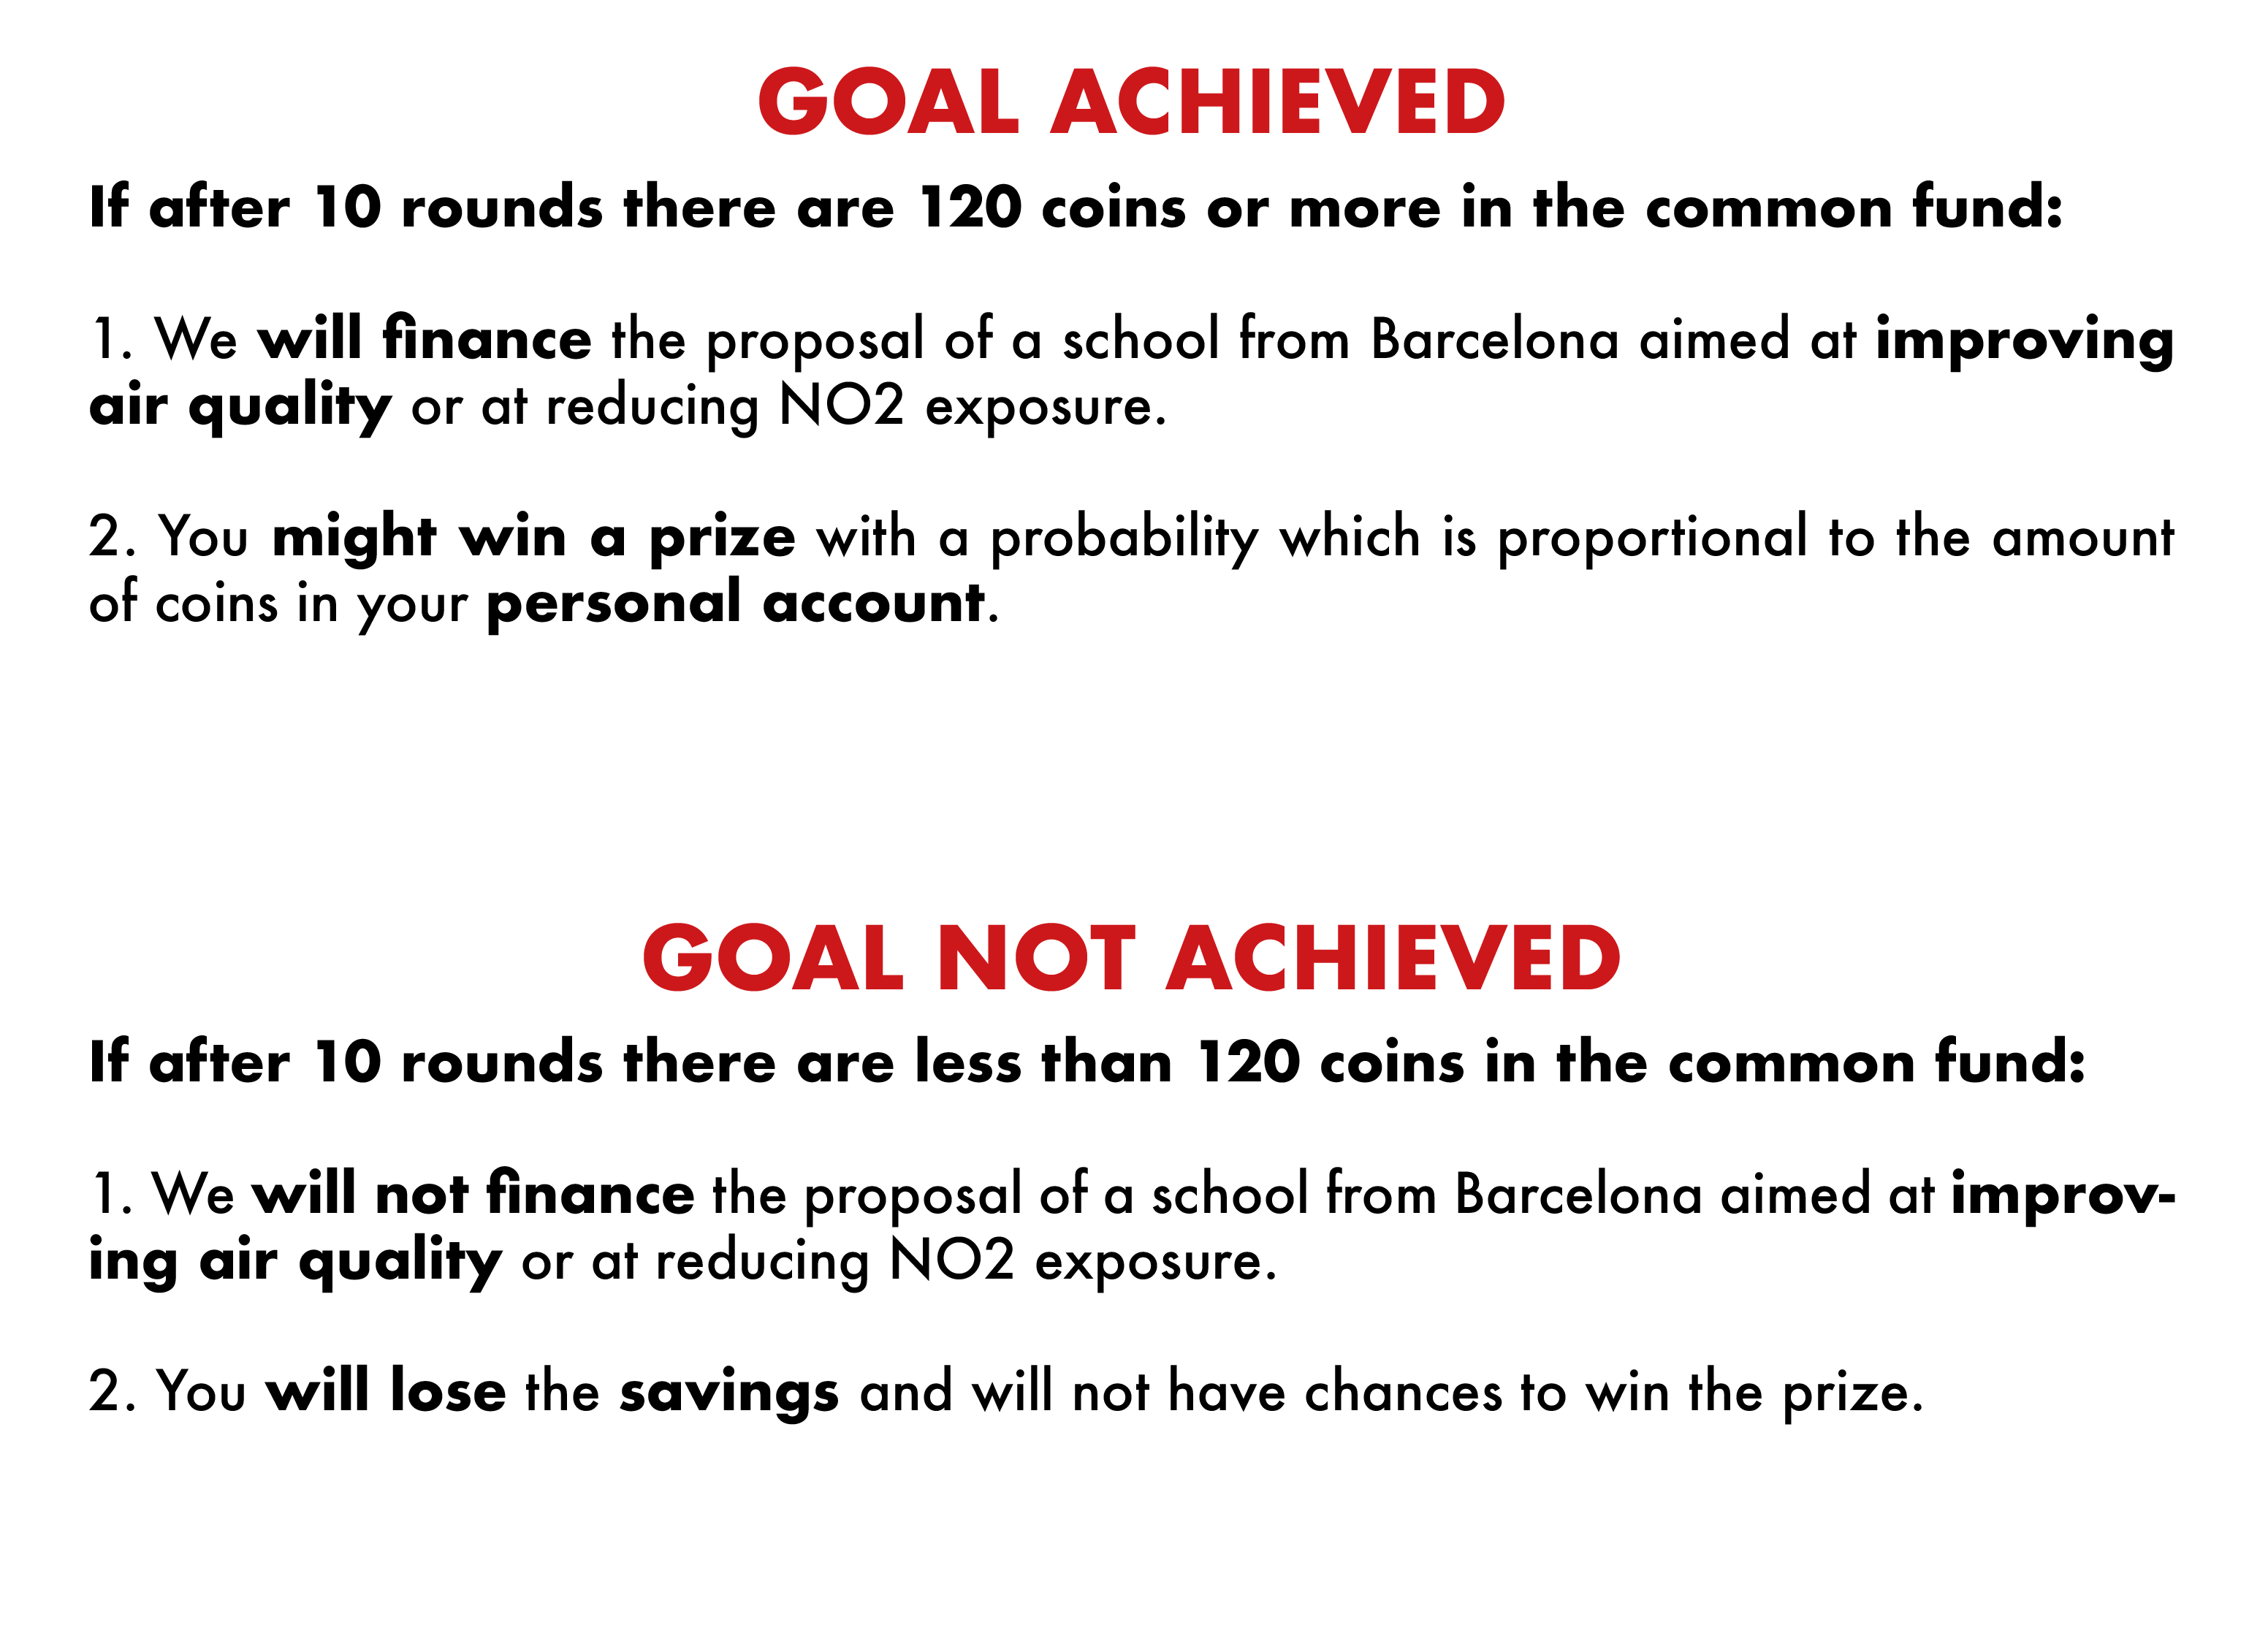 GOAL ACHIEVED
If after 10 rounds there are 120 coins or more in the common fund:
1. We will finance the proposal of a school from Barcelona aimed at improving
air quality or at reducing NO2 exposure.
2. You might win a prize with a probability which is proportional to the amount
of coins in your personal account.
GOAL NOT ACHIEVED
If after 10 rounds there are less than 120 coins in the common fund:
1. We will not finance the proposal of a school from Barcelona aimed at improv-
ing air quality or at reducing NO2 exposure.
2. You will lose the savings and will not have chances to win the prize.